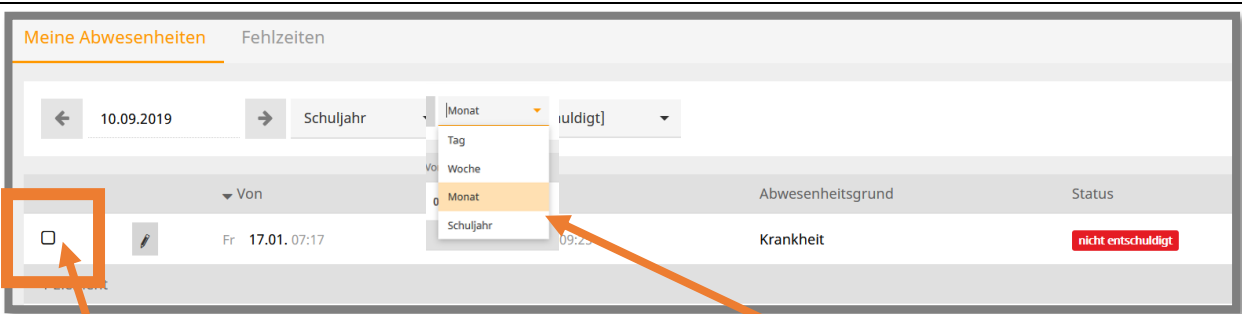 Meine Abwesenheiten Fehlzeiten
10.09.2019 Schuljahr Monat uldigt]
Tag
Woche
Monat
Schuljahr
Von Abwesenheitsgrund Status
Fr 17.01. 07:17 Krankheit nicht entschuldigt